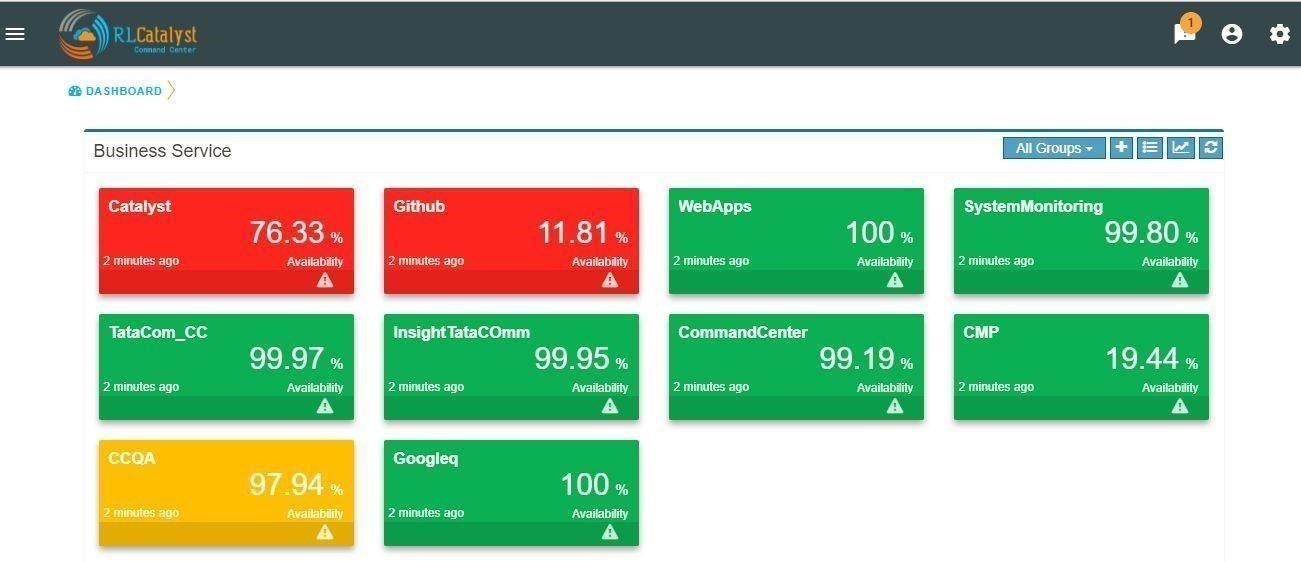 RLCatalyst
Command Center
1
DASHBOARD
Business Service
All Groups
Catalyst
76.33 %
2 minutes ago Availability
Github
11.81 %
2 minutes ago Availability
WebApps
100 %
2 minutes ago Availability
SystemMonitoring
99.80 %
2 minutes ago Availability
TataCom_CC
99.97 %
2 minutes ago Availability
InsightTataCOmm
99.95 %
2 minutes ago Availability
CommandCenter
99.19 %
2 minutes ago Availability
CMP
19.44 %
2 minutes ago Availability
CCQA
97.94 %
2 minutes ago Availability
Googleq
100 %
2 minutes ago Availability